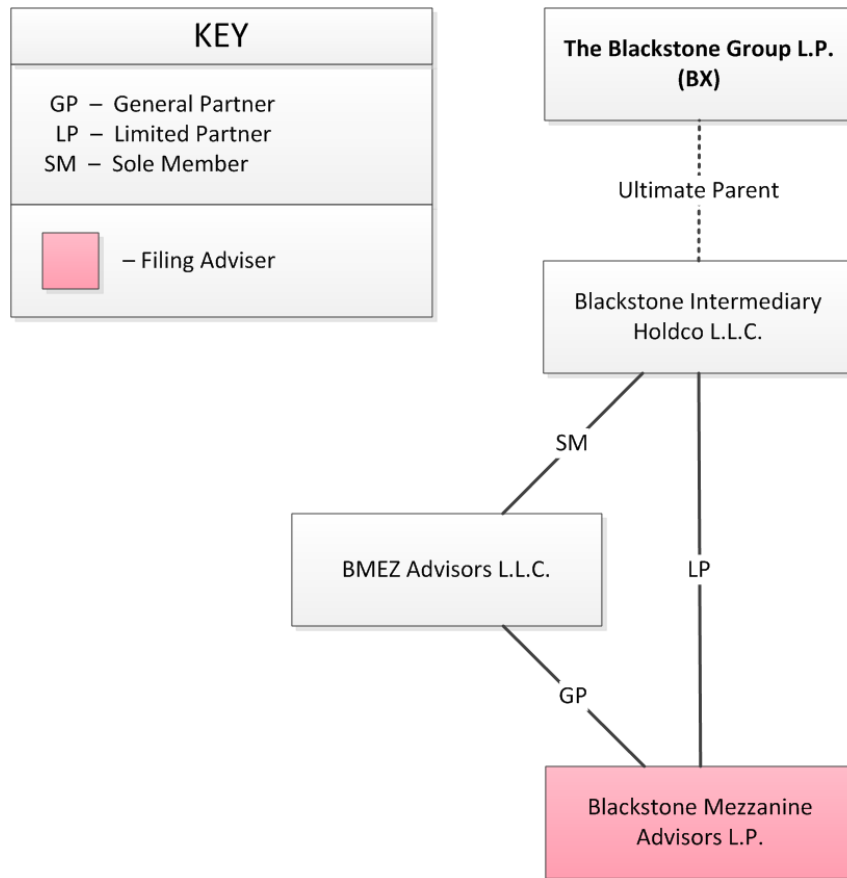 KEY
GP – General Partner
LP – Limited Partner
SM – Sole Member
– Filing Adviser
The Blackstone Group L.P.
(BX)
Ultimate Parent
Blackstone Intermediary
Holdco L.L.C.
SM
BMEZ Advisors L.L.C.
LP
GP
Blackstone Mezzanine
Advisors L.P.